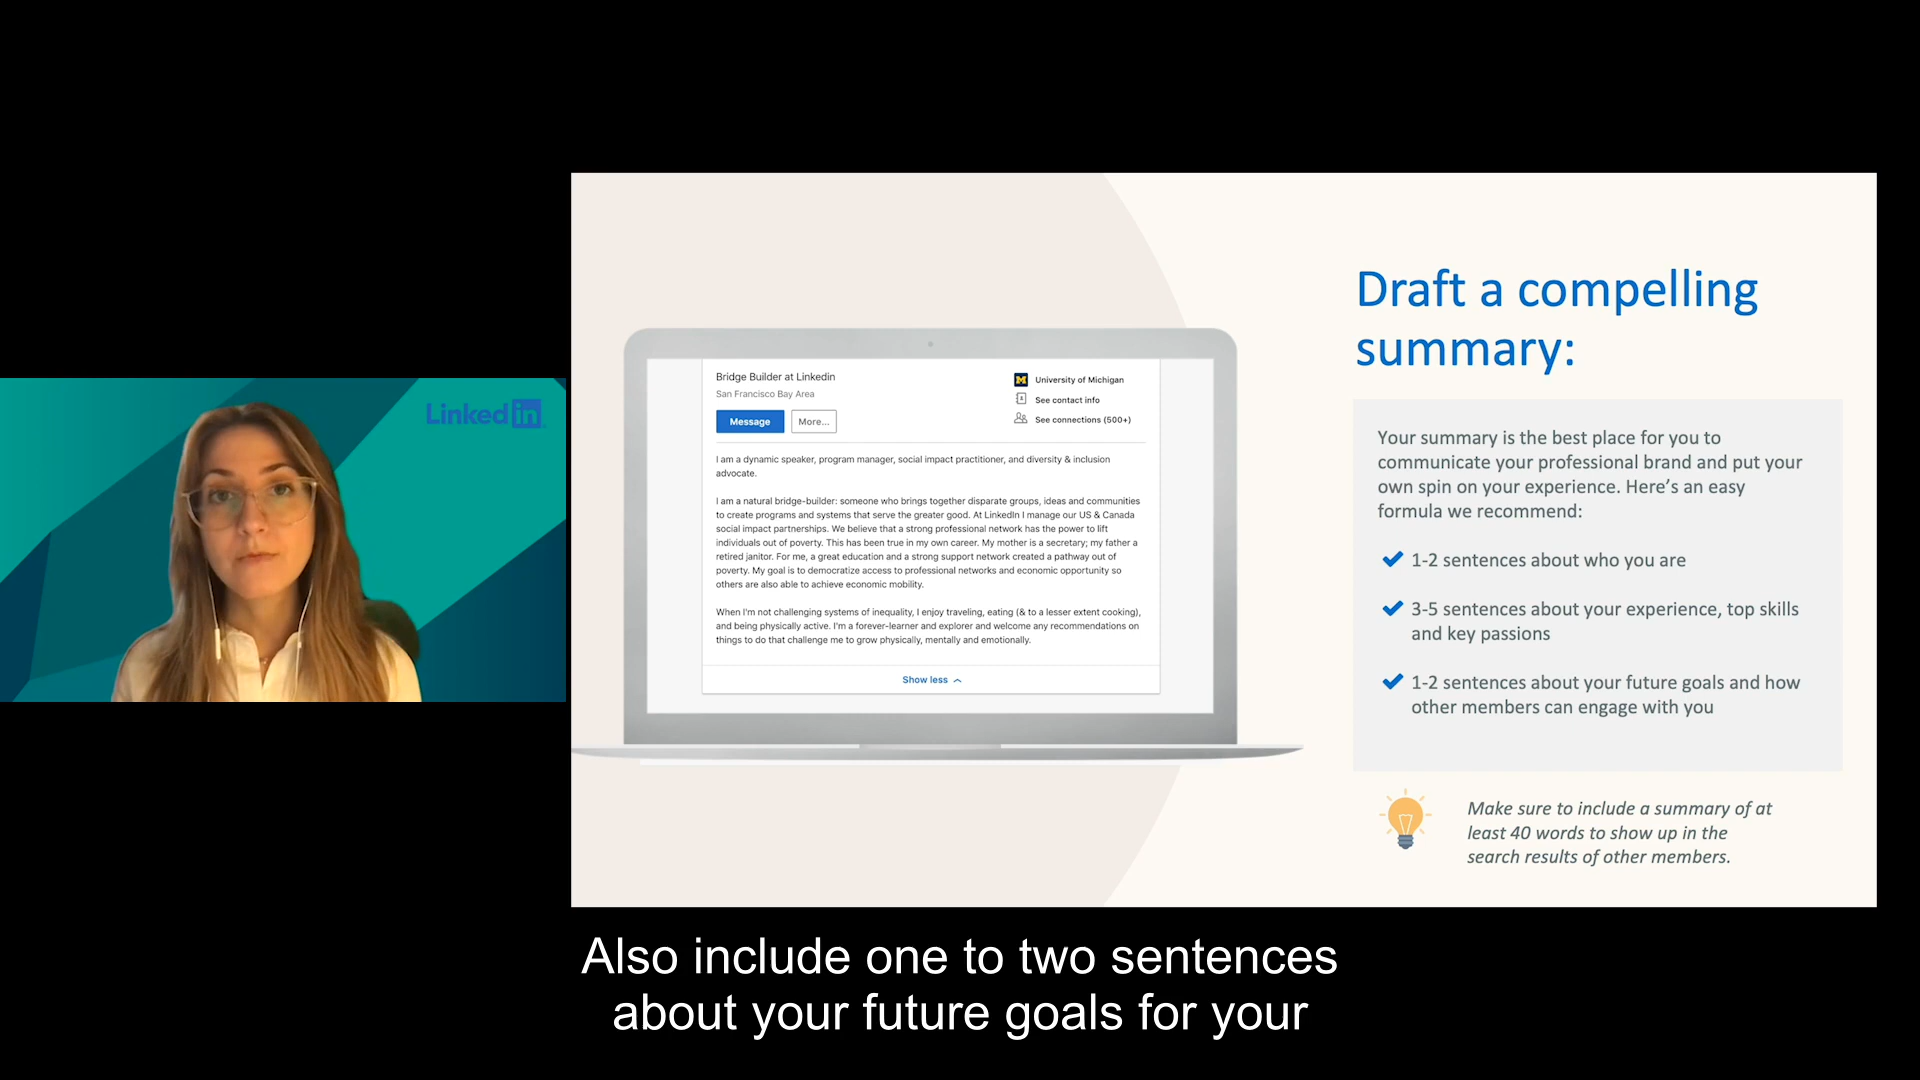 Linked in
Bridge Builder at Linkedin
San Francisco Bay Area
Message
More...
University of Michigan
See contact info
See connections (500+)
I am a dynamic speaker, program manager, social impact practitioner, and diversity & inclusion
advocate.
I am a natural bridge-builder: someone who brings together disparate groups, ideas and communities
to create programs and systems that serve the greater good. At LinkedIn I manage our US & Canada
social impact partnerships. We believe that a strong professional network has the power to lift
individuals out of poverty. This has been true in my own career. My mother is a secretary; my father a
retired janitor. For me, a great education and a strong support network created a pathway out of
poverty. My goal is to democratize access to professional networks and economic opportunity so
others are also able to achieve economic mobility.
When I'm not challenging systems of inequality, I enjoy traveling, eating (& to a lesser extent cooking),
and being physically active. I'm a forever-learner and explorer and welcome any recommendations on
things to do that challenge me to grow physically, mentally and emotionally.
Show less
Draft a compelling
summary:
Your summary is the best place for you to
communicate your professional brand and put your
own spin on your experience. Here's an easy
formula we recommend:
1-2 sentences about who you are
3-5 sentences about your experience, top skills
and key passions
1-2 sentences about your future goals and how
other members can engage with you
Make sure to include a summary of at
least 40 words to show up in the
search results of other members.
Also include one to two sentences
about your future goals for your